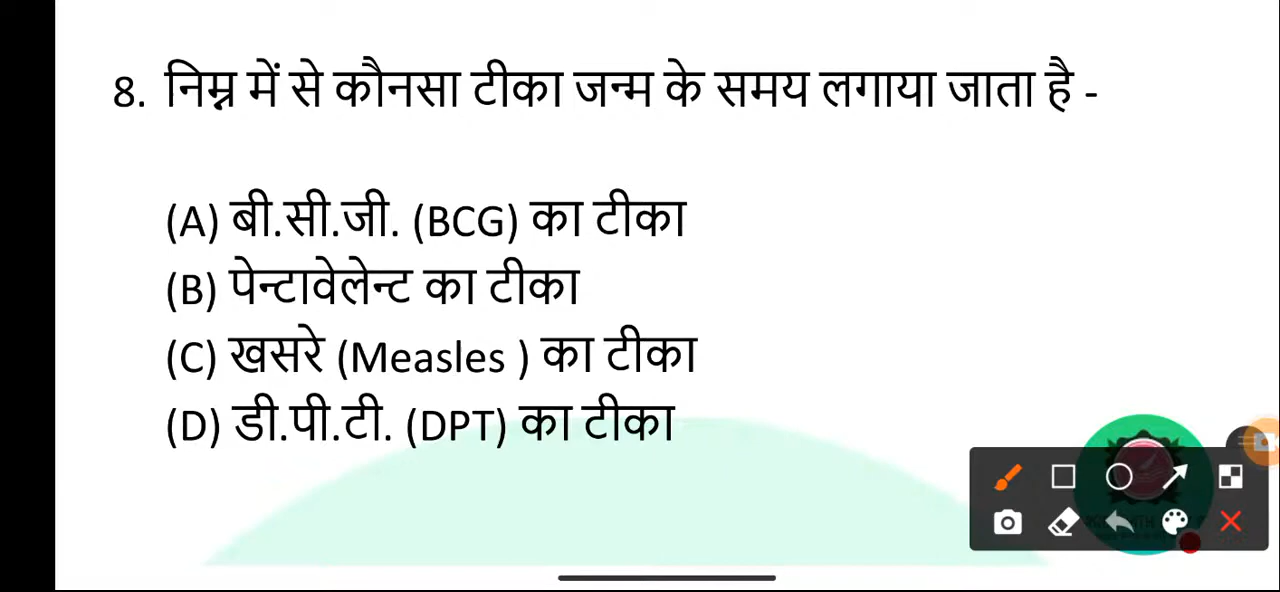 8. निम्न में से कौनसा टीका जन्म के समय लगाया जाता है -
(A) बी.सी.जी. (BCG) का टीका
(B) पेन्टावेलेन्ट का टीका
(C) खसरे (Measles ) का टीका
(D) डी.पी.टी. (DPT) का टीका